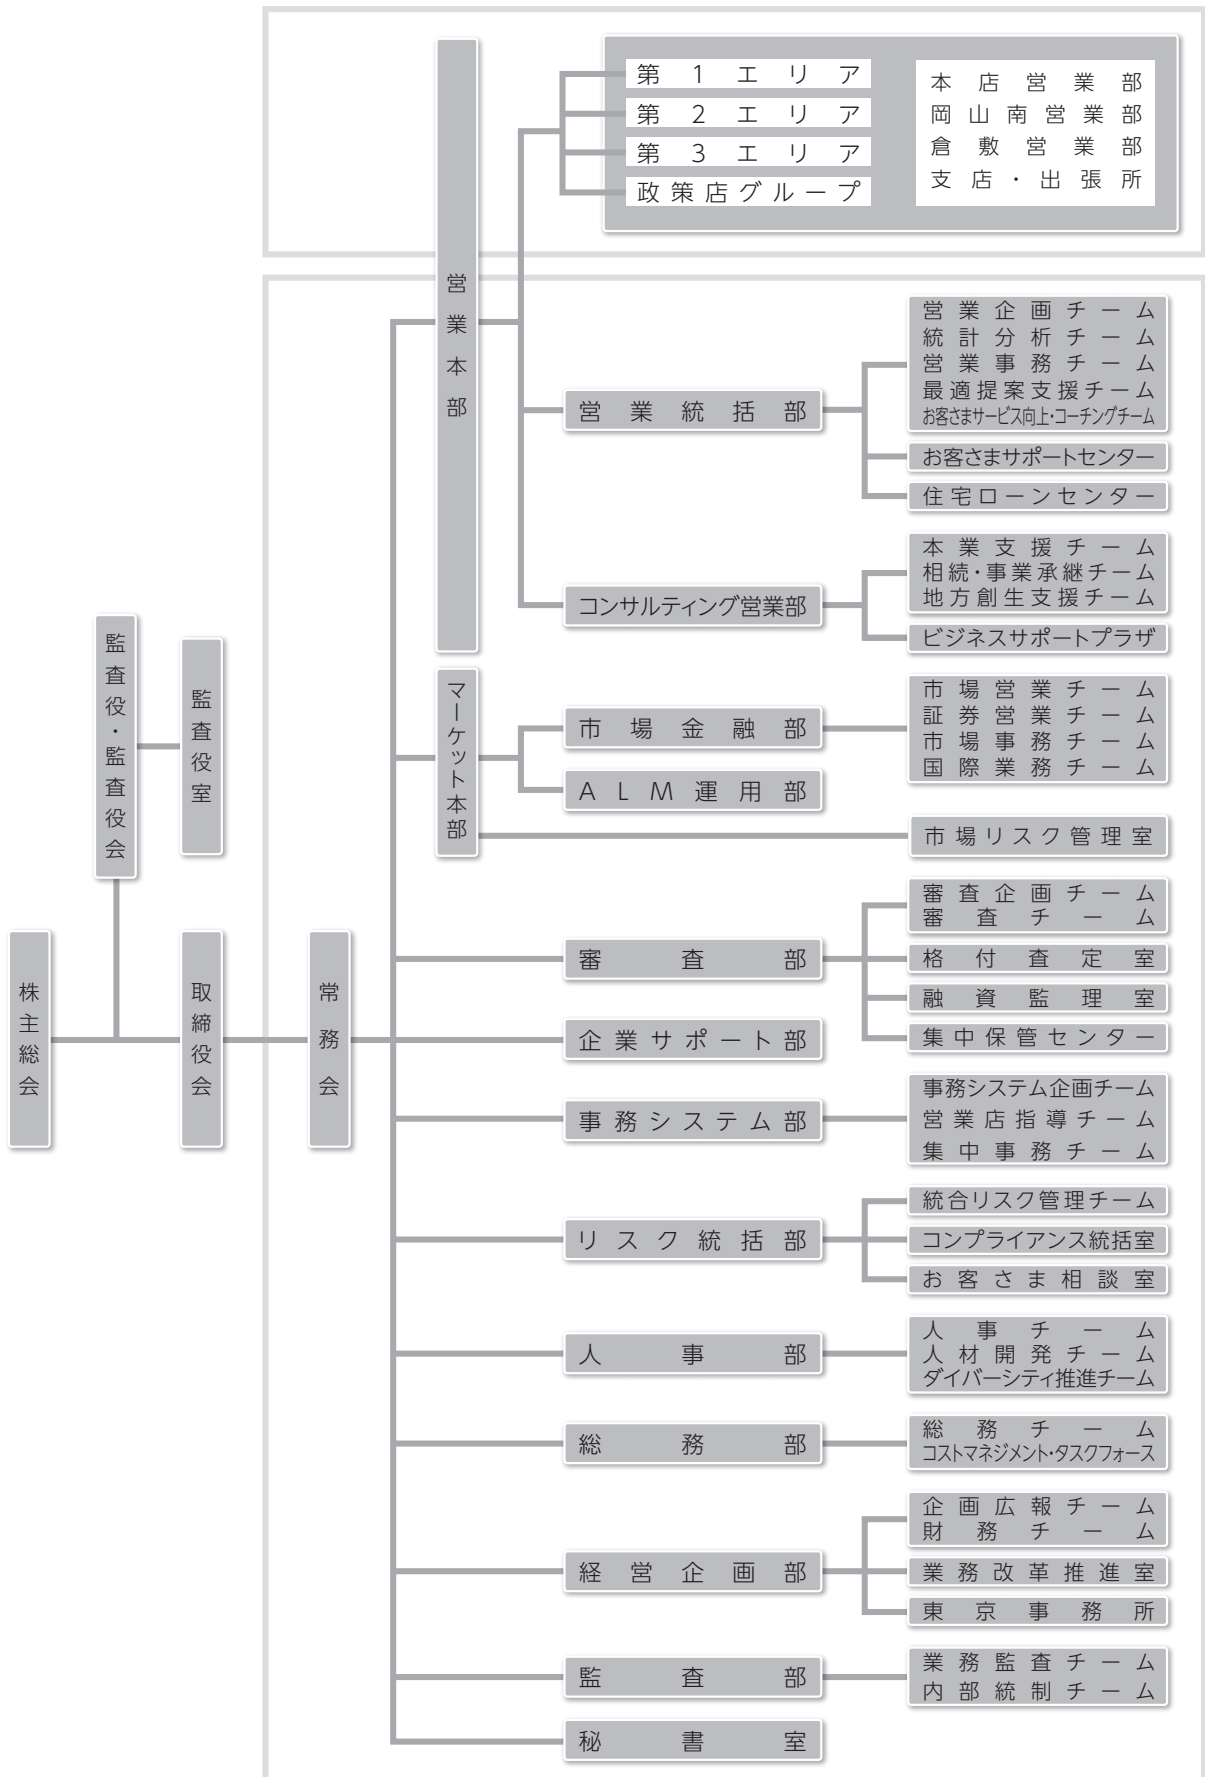 株主総会
監査役・監査役会
監査役室
取締役会
常務会
営業本部
第1エリア
第2エリア
第3エリア
政策店グループ
本店営業部
岡山南営業部
倉敷営業部
支店・出張所
営業統括部
営業企画チーム
統計分析チーム
営業事務チーム
最適提案支援チーム
お客さまサービス向上・コーチングチーム
お客さまサポートセンター
住宅ローンセンター
コンサルティング営業部
本業支援チーム
相続・事業承継チーム
地方創生支援チーム
ビジネスサポートプラザ
マーケット本部
市場金融部
市場営業チーム
証券営業チーム
市場事務チーム
国際業務チーム
ALM運用部
市場リスク管理室
審査部
審査企画チーム
審査チーム
格付査定室
融資監理室
集中保管センター
企業サポート部
事務システム部
事務システム企画チーム
営業店指導チーム
集中事務チーム
リスク統括部
統合リスク管理チーム
コンプライアンス統括室
お客さま相談室
人事部
人事チーム
人材開発チーム
ダイバーシティ推進チーム
総務部
総務チーム
コストマネジメント・タスクフォース
経営企画部
企画広報チーム
財務チーム
業務改革推進室
東京事務所
監査部
業務監査チーム
内部統制チーム
秘書室